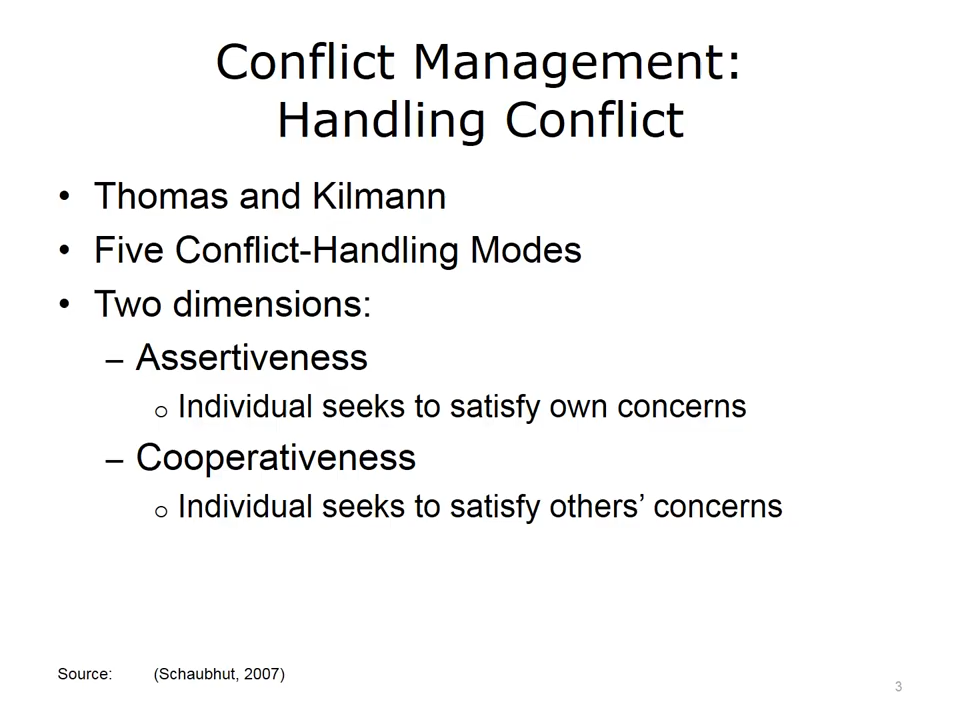 Conflict Management:
Handling Conflict
• Thomas and Kilmann
• Five Conflict-Handling Modes
• Two dimensions:
– Assertiveness
o Individual seeks to satisfy own concerns
– Cooperativeness
o Individual seeks to satisfy others’ concerns
Source: (Schaubhut, 2007)
3